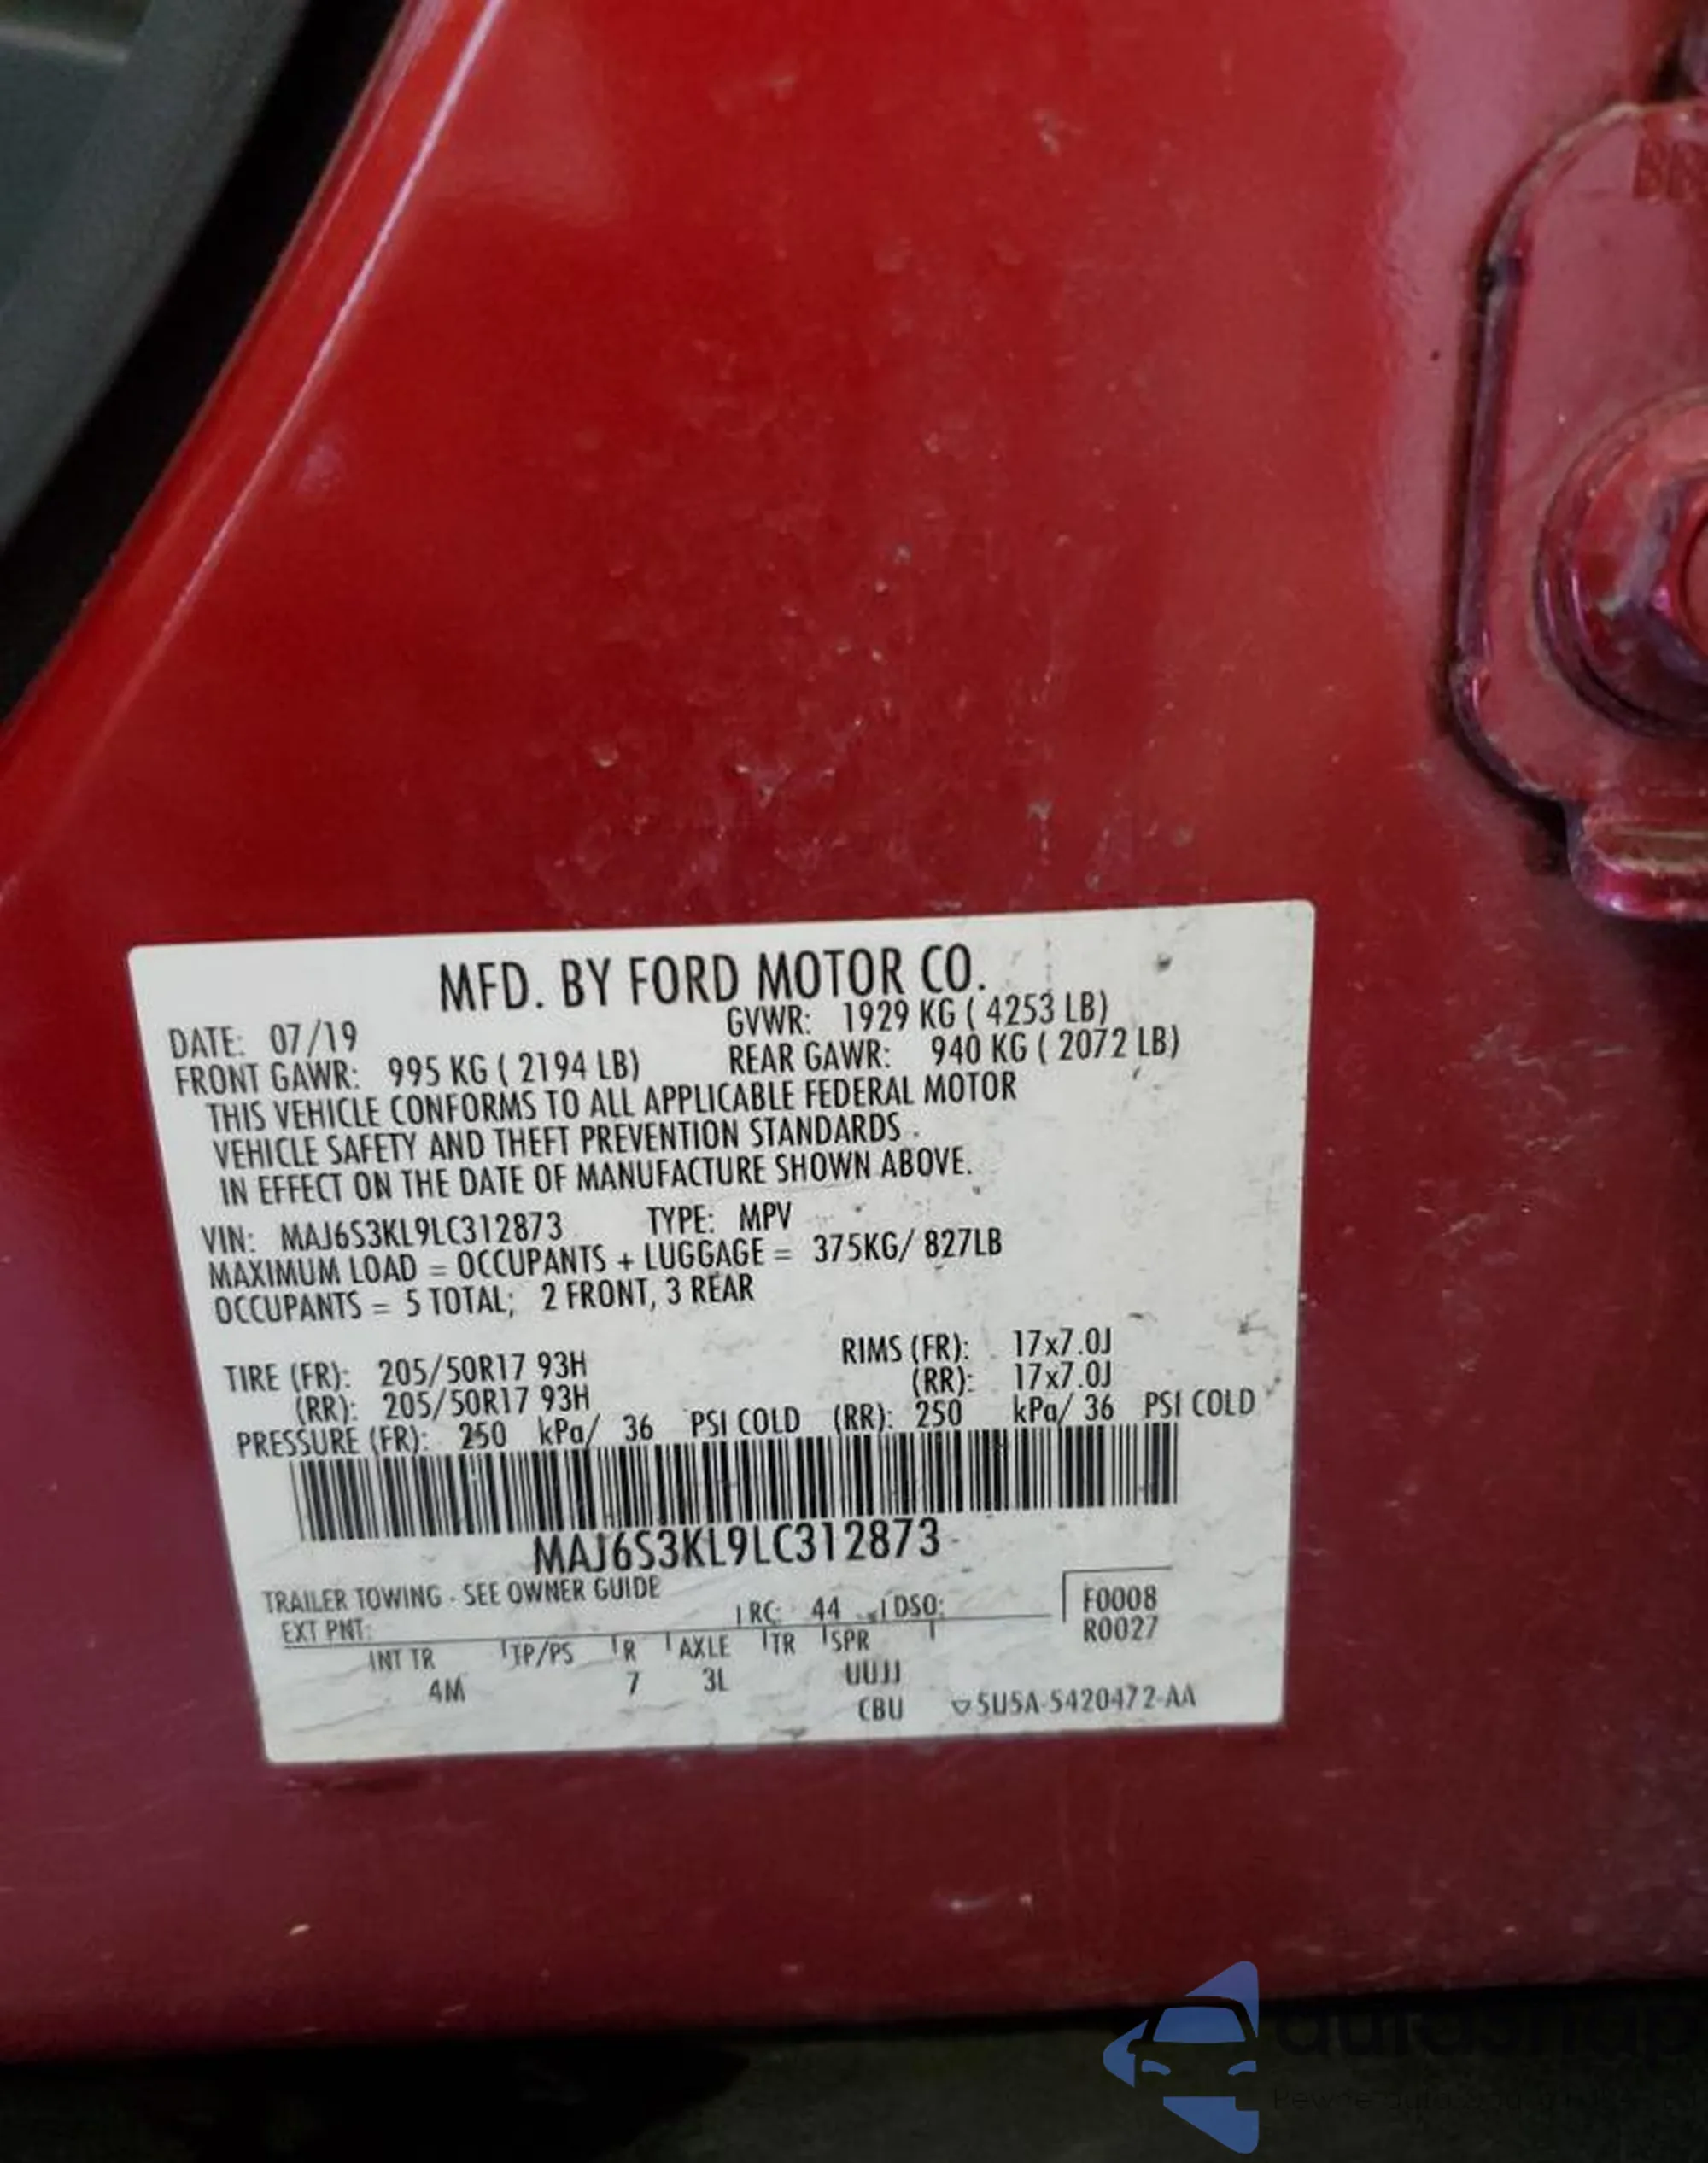 MFD. BY FORD MOTOR CO.
DATE: 07/19 GVWR: 1929 KG ( 4253 LB)
FRONT GAWR: 995 KG ( 2194 LB) REAR GAWR: 940 KG ( 2072 LB)
THIS VEHICLE CONFORMS TO ALL APPLICABLE FEDERAL MOTOR
VEHICLE SAFETY AND THEFT PREVENTION STANDARDS
IN EFFECT ON THE DATE OF MANUFACTURE SHOWN ABOVE.
VIN: MAJ6S3KL9LC312873 TYPE: MPV
MAXIMUM LOAD = OCCUPANTS + LUGGAGE = 375KG/ 827LB
OCCUPANTS = 5 TOTAL; 2 FRONT, 3 REAR
TIRE (FR): 205/50R17 93H RIMS (FR): 17x7.0J
(RR): 205/50R17 93H (RR): 17x7.0J
PRESSURE (FR): 250 kPa/ 36 PSI COLD (RR): 250 kPa/ 36 PSI COLD
MAJ6S3KL9LC312873
TRAILER TOWING - SEE OWNER GUIDE
EXT PNT: RC: 44 DSO: F0008
R0027
INT TR TP/PS R AXLE TR SPR
4M 7 3L UUJJ
CBU 5U5A-5420472-AA